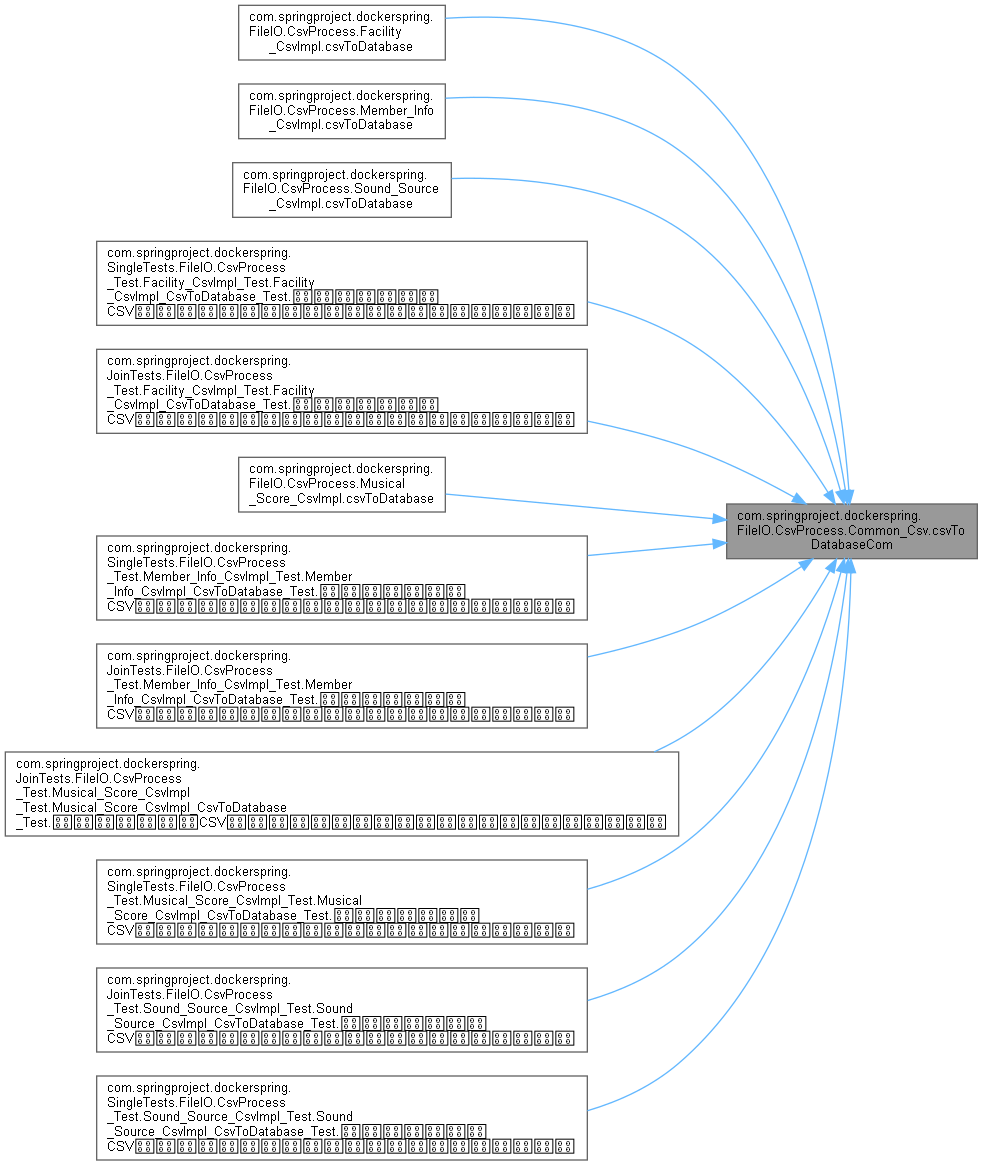 com.springproject.dockerspring.
FileIO.CsvProcess.Facility
_CsvImpl.csvToDatabase
com.springproject.dockerspring.
FileIO.CsvProcess.Member_Info
_CsvImpl.csvToDatabase
com.springproject.dockerspring.
FileIO.CsvProcess.Sound_Source
_CsvImpl.csvToDatabase
com.springproject.dockerspring.
SingleTests.FileIO.CsvProcess
_Test.Facility_CsvImpl_Test.Facility
_CsvImpl_CsvToDatabase_Test.
CSV
com.springproject.dockerspring.
JoinTests.FileIO.CsvProcess
_Test.Facility_CsvImpl_Test.Facility
_CsvImpl_CsvToDatabase_Test.
CSV
com.springproject.dockerspring.
FileIO.CsvProcess.Musical
_Score_CsvImpl.csvToDatabase
com.springproject.dockerspring.
FileIO.CsvProcess.Common_Csv.csvTo
DatabaseCom
com.springproject.dockerspring.
SingleTests.FileIO.CsvProcess
_Test.Member_Info_CsvImpl_Test.Member
_Info_CsvImpl_CsvToDatabase_Test.
CSV
com.springproject.dockerspring.
JoinTests.FileIO.CsvProcess
_Test.Member_Info_CsvImpl_Test.Member
_Info_CsvImpl_CsvToDatabase_Test.
CSV
com.springproject.dockerspring.
JoinTests.FileIO.CsvProcess
_Test.Musical_Score_CsvImpl
_Test.Musical_Score_CsvImpl_CsvToDatabase
_Test. CSV
com.springproject.dockerspring.
SingleTests.FileIO.CsvProcess
_Test.Musical_Score_CsvImpl_Test.Musical
_Score_CsvImpl_CsvToDatabase_Test.
CSV
com.springproject.dockerspring.
JoinTests.FileIO.CsvProcess
_Test.Sound_Source_CsvImpl_Test.Sound
_Source_CsvImpl_CsvToDatabase_Test.
CSV
com.springproject.dockerspring.
SingleTests.FileIO.CsvProcess
_Test.Sound_Source_CsvImpl_Test.Sound
_Source_CsvImpl_CsvToDatabase_Test.
CSV